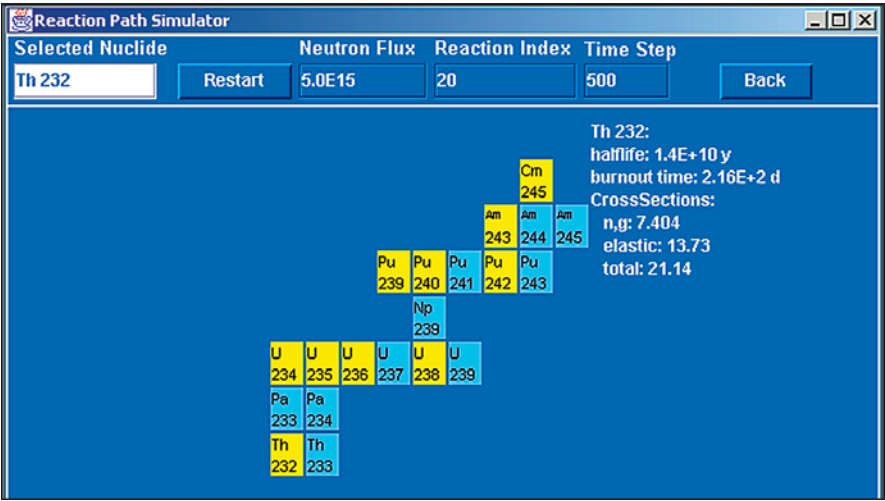 Reaction Path Simulator
Selected Nuclide Neutron Flux Reaction Index Time Step
Th 232 Restart 5.0E15 20 500 Back
Th 232:
halflife: 1.4E+10 y
burnout time: 2.16E+2 d
CrossSections:
n,g: 7.404
elastic: 13.73
total: 21.14
Cm
245
Am Am Am
243 244 245
Pu Pu Pu Pu Pu
239 240 241 242 243
Np
239
U U U U U U
234 235 236 237 238 239
Pa Pa
233 234
Th Th
232 233